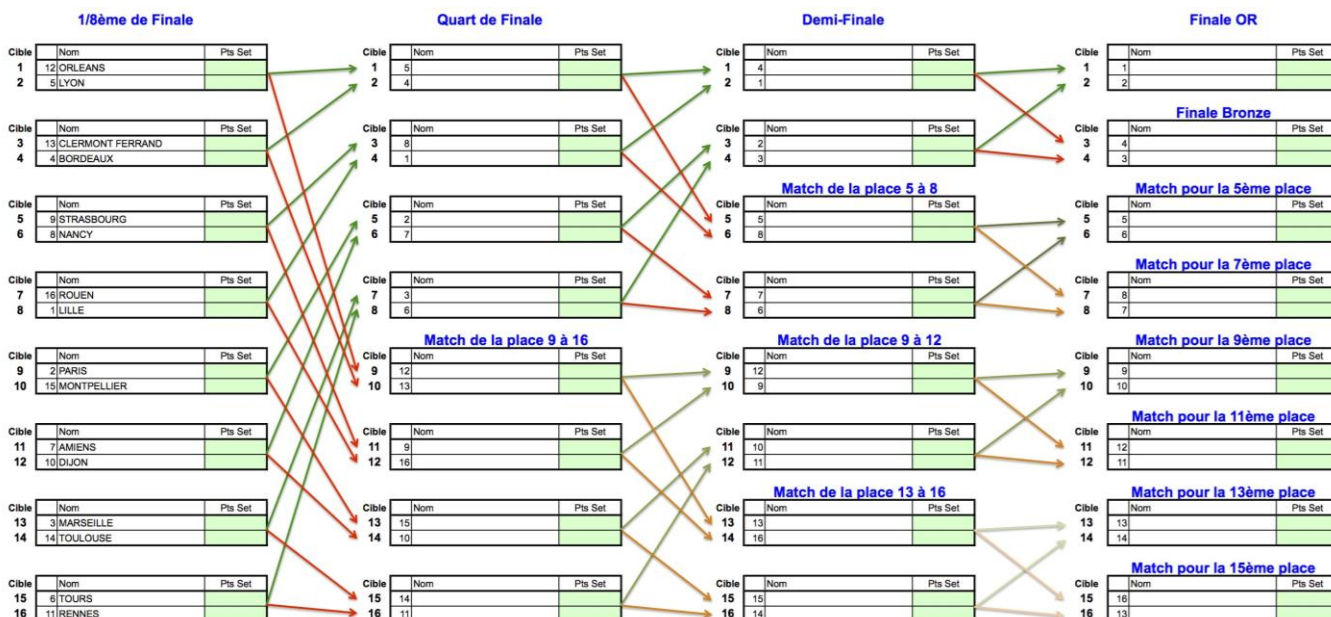 1/8ème de Finale
Cible Nom Pts Set
1 12 ORLEANS
2 5 LYON
Cible Nom Pts Set
3 13 CLERMONT FERRAND
4 4 BORDEAUX
Cible Nom Pts Set
5 9 STRASBOURG
6 8 NANCY
Cible Nom Pts Set
7 16 ROUEN
8 1 LILLE
Cible Nom Pts Set
9 2 PARIS
10 15 MONTPELLIER
Cible Nom Pts Set
11 7 AMIENS
12 10 DIJON
Cible Nom Pts Set
13 3 MARSEILLE
14 14 TOULOUSE
Cible Nom Pts Set
15 6 TOURS
16 11 RENNES
Quart de Finale
Cible Nom Pts Set
1 5
2 4
Cible Nom Pts Set
3 8
4 1
Cible Nom Pts Set
5 2
6 7
Cible Nom Pts Set
7 3
8 6
Match de la place 9 à 16
Cible Nom Pts Set
9 12
10 13
Cible Nom Pts Set
11 9
12 16
Cible Nom Pts Set
13 15
14 10
Cible Nom Pts Set
15 14
16 11
Demi-Finale
Cible Nom Pts Set
1 4
2 1
Cible Nom Pts Set
3 2
4 3
Match de la place 5 à 8
Cible Nom Pts Set
5 5
6 8
Cible Nom Pts Set
7 7
8 6
Match de la place 9 à 12
Cible Nom Pts Set
9 12
10 9
Cible Nom Pts Set
11 10
12 11
Match de la place 13 à 16
Cible Nom Pts Set
13 13
14 16
Cible Nom Pts Set
15 15
16 14
Finale OR
Cible Nom Pts Set
1 1
2 2
Finale Bronze
Cible Nom Pts Set
3 4
4 3
Match pour la 5ème place
Cible Nom Pts Set
5 5
6 6
Match pour la 7ème place
Cible Nom Pts Set
7 8
8 7
Match pour la 9ème place
Cible Nom Pts Set
9 9
10 10
Match pour la 11ème place
Cible Nom Pts Set
11 12
12 11
Match pour la 13ème place
Cible Nom Pts Set
13 13
14 14
Match pour la 15ème place
Cible Nom Pts Set
15 16
16 13